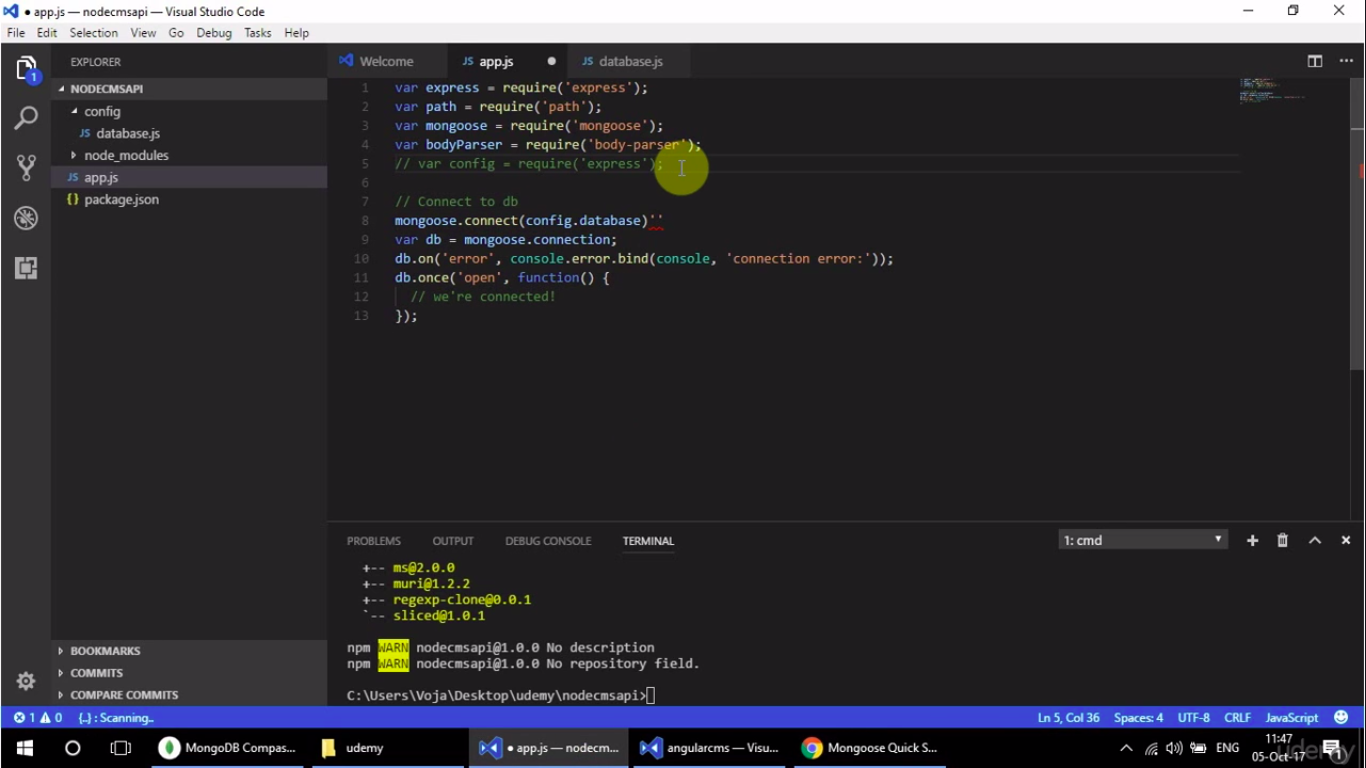 ● app.js — nodecmsapi — Visual Studio Code
File Edit Selection View Go Debug Tasks Help
EXPLORER
NODECMSAPI
config
JS database.js
node_modules
JS app.js
{} package.json
BOOKMARKS
COMMITS
COMPARE COMMITS
1
Welcome
JS app.js ●
JS database.js
1 var express = require('express');
2 var path = require('path');
3 var mongoose = require('mongoose');
4 var bodyParser = require('body-parser');
5 // var config = require('express');
6
7 // Connect to db
8 mongoose.connect(config.database)''
9 var db = mongoose.connection;
10 db.on('error', console.error.bind(console, 'connection error:'));
11 db.once('open', function() {
12 // we're connected!
13 });
PROBLEMS OUTPUT DEBUG CONSOLE TERMINAL 1: cmd
+-- ms@2.0.0
+-- muri@1.2.2
+-- regexp-clone@0.0.1
`-- sliced@1.0.1
npm WARN nodecmsapi@1.0.0 No description
npm WARN nodecmsapi@1.0.0 No repository field.
C:\Users\Voja\Desktop\udemy\nodecmsapi>
1 0 {..} : Scanning.. Ln 5, Col 36 Spaces: 4 UTF-8 CRLF JavaScript
MongoDB Compas... udemy ● app.js — nodecm... angularcms — Visu... Mongoose Quick S... ENG 11:47
05-Oct-17
1
udemy